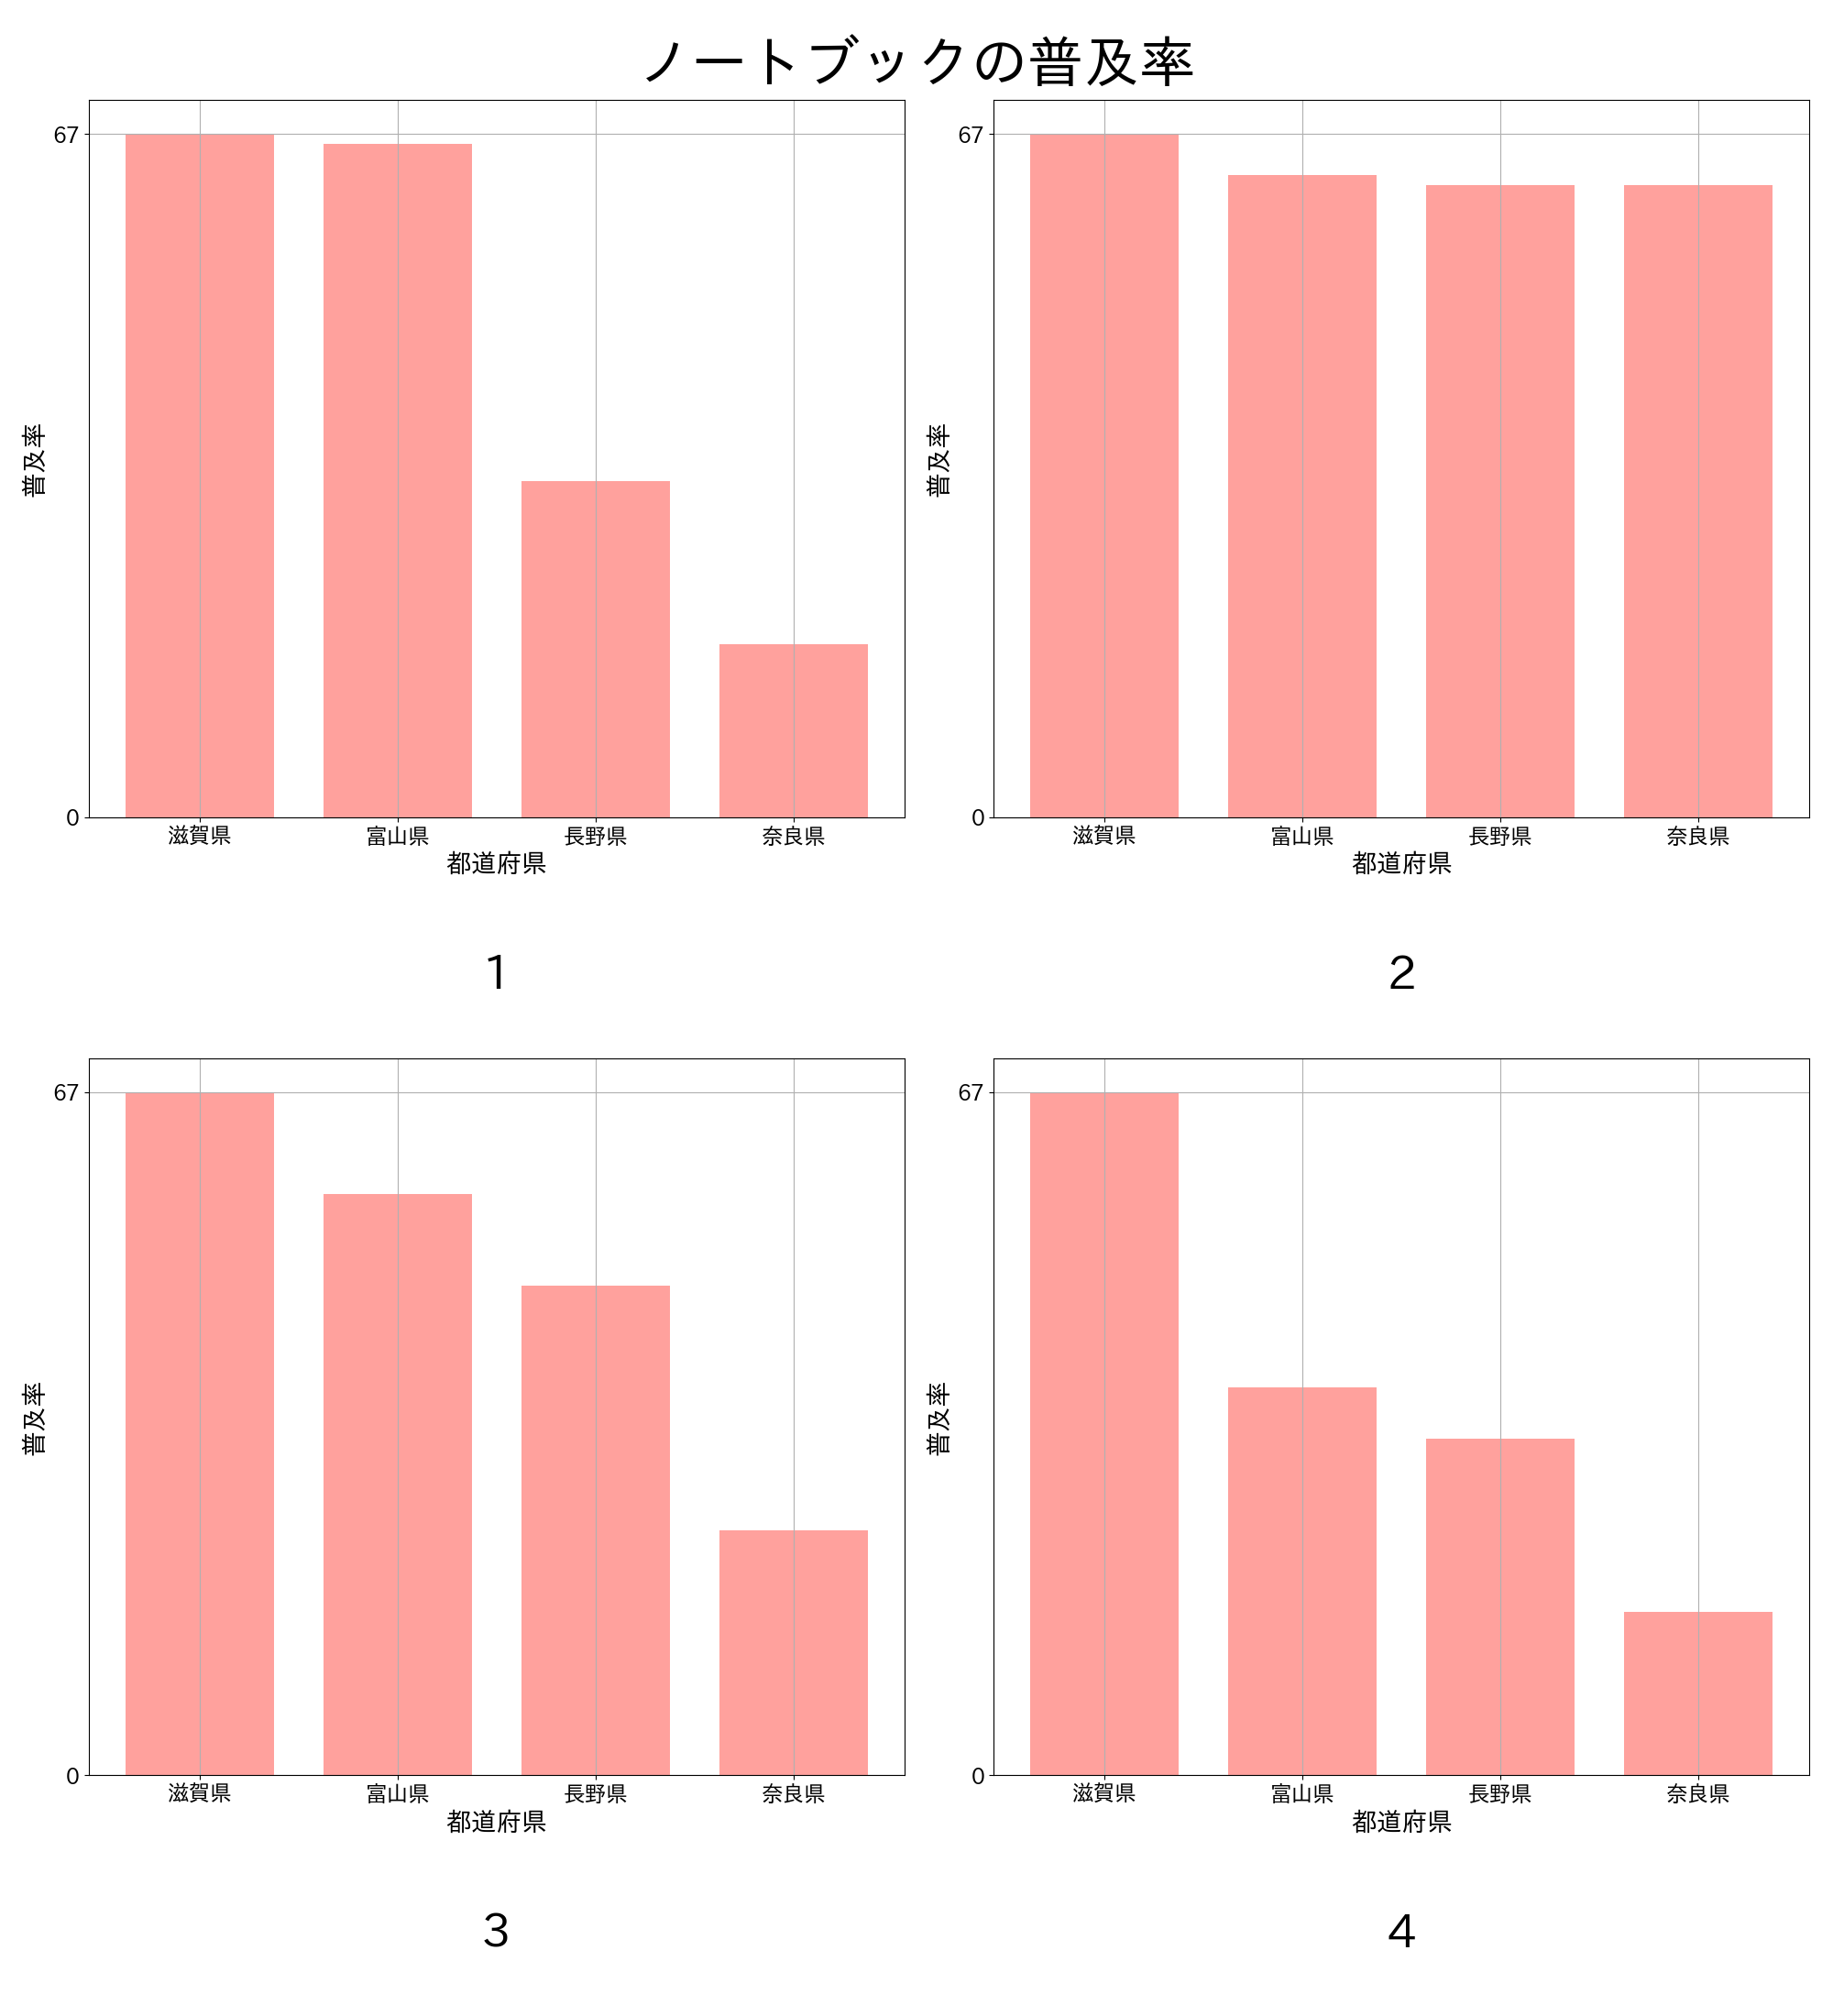 ノートブックの普及率
67
0
普及率
滋賀県 富山県 長野県 奈良県
都道府県
1
67
0
普及率
滋賀県 富山県 長野県 奈良県
都道府県
2
67
0
普及率
滋賀県 富山県 長野県 奈良県
都道府県
3
67
0
普及率
滋賀県 富山県 長野県 奈良県
都道府県
4